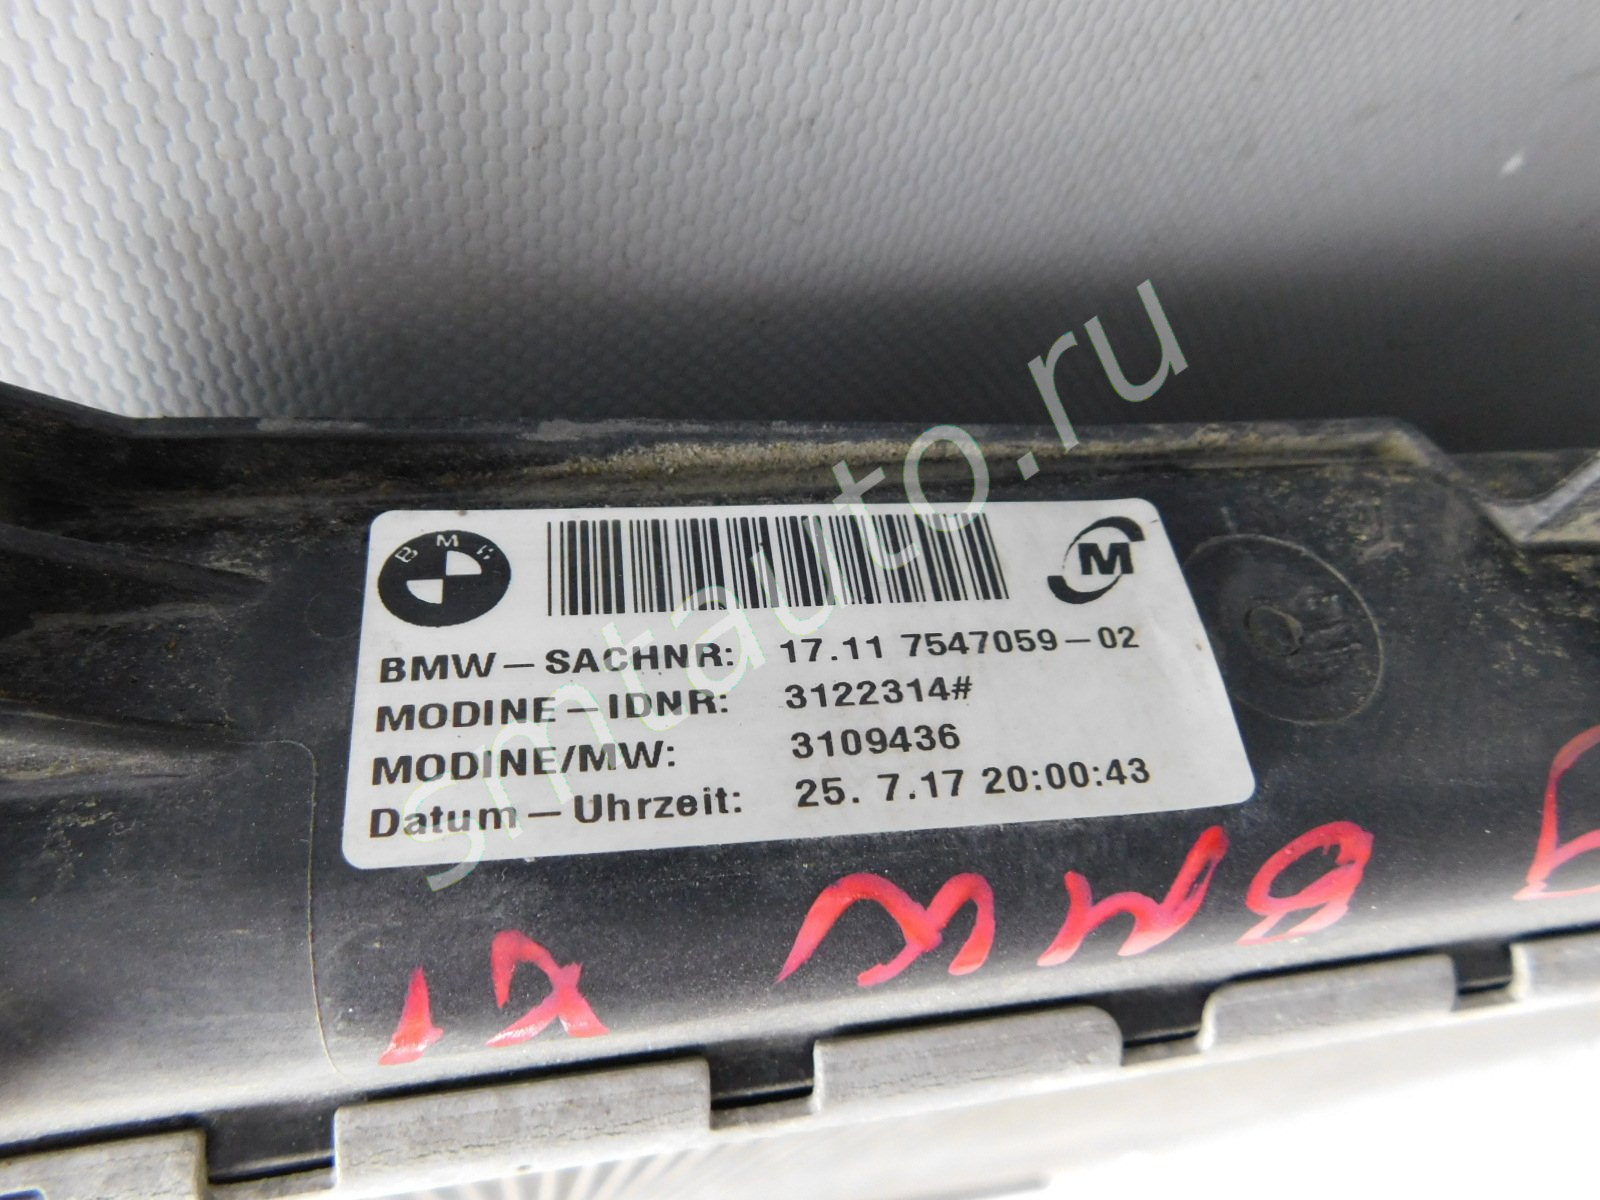 BMW
M
BMW-SACHNR: 17.11 7547059-02
MODINE-IDNR: 3122314#
MODINE/MW: 3109436
Datum-Uhrzeit: 25. 7.17 20:00:43
smtauto.ru
BMW X1